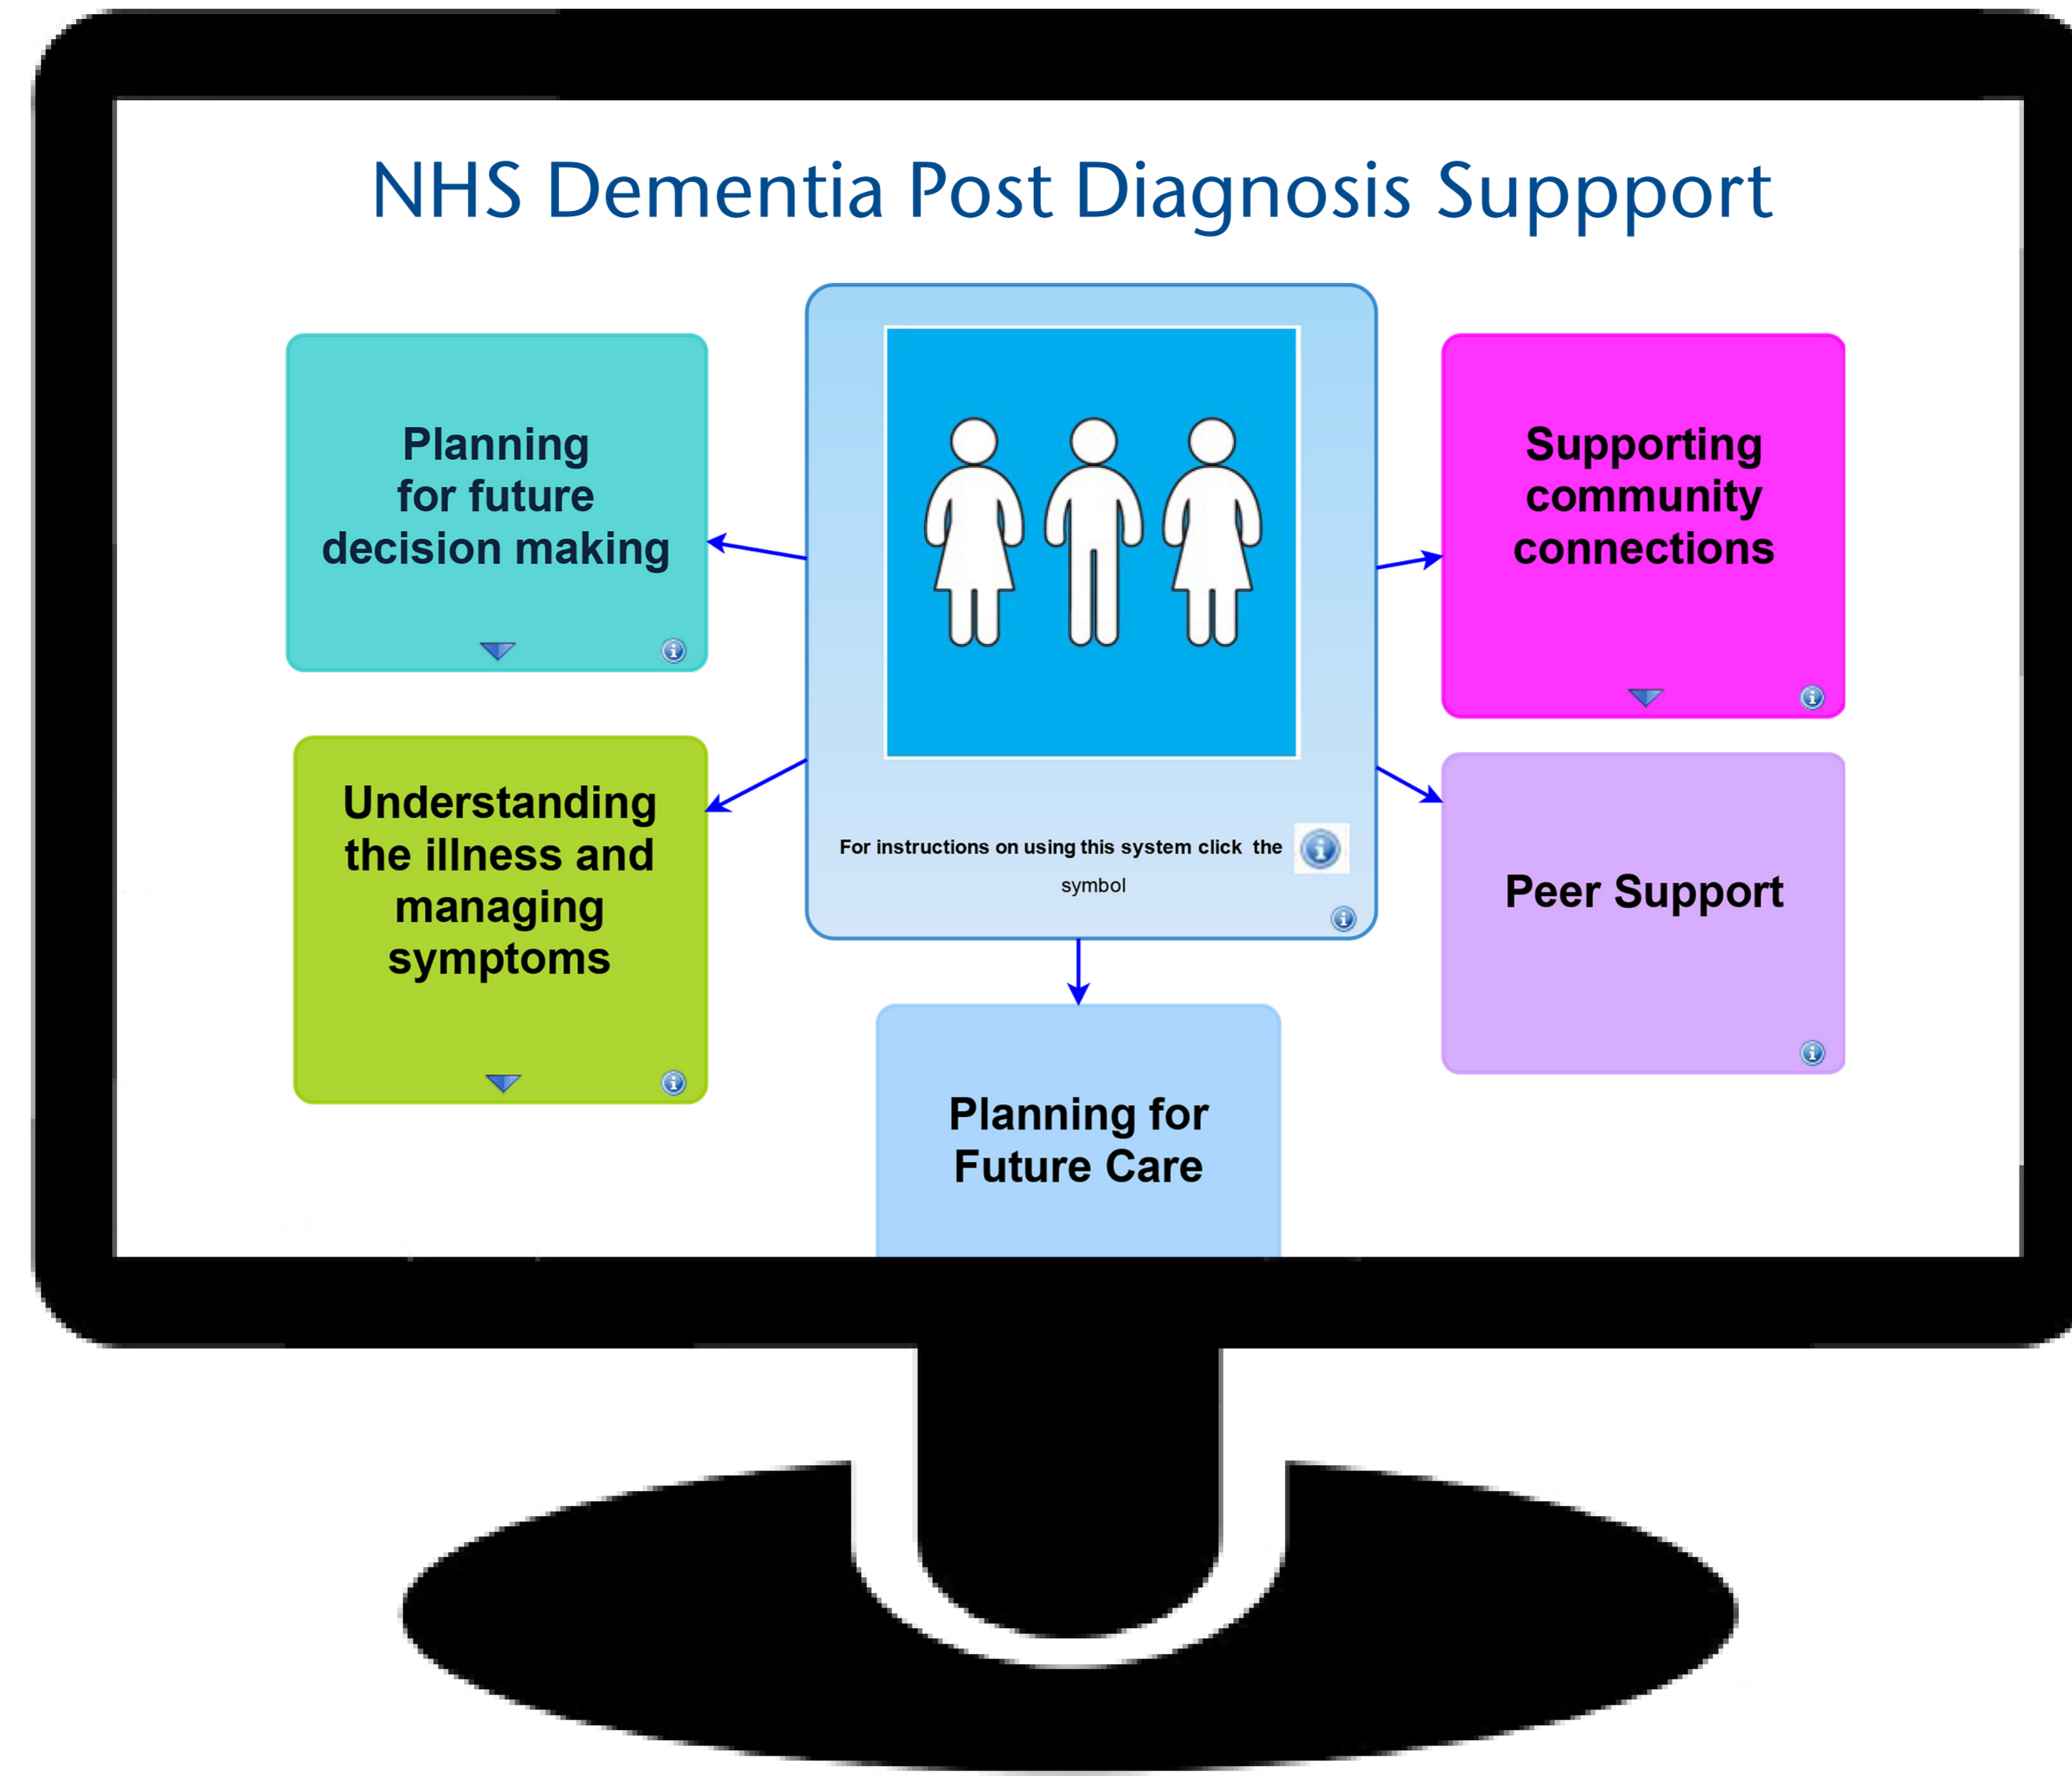 NHS Dementia Post Diagnosis Suppport
Planning
for future
decision making
Understanding
the illness and
managing
symptoms
For instructions on using this system click the
symbol
Planning for
Future Care
Supporting
community
connections
Peer Support